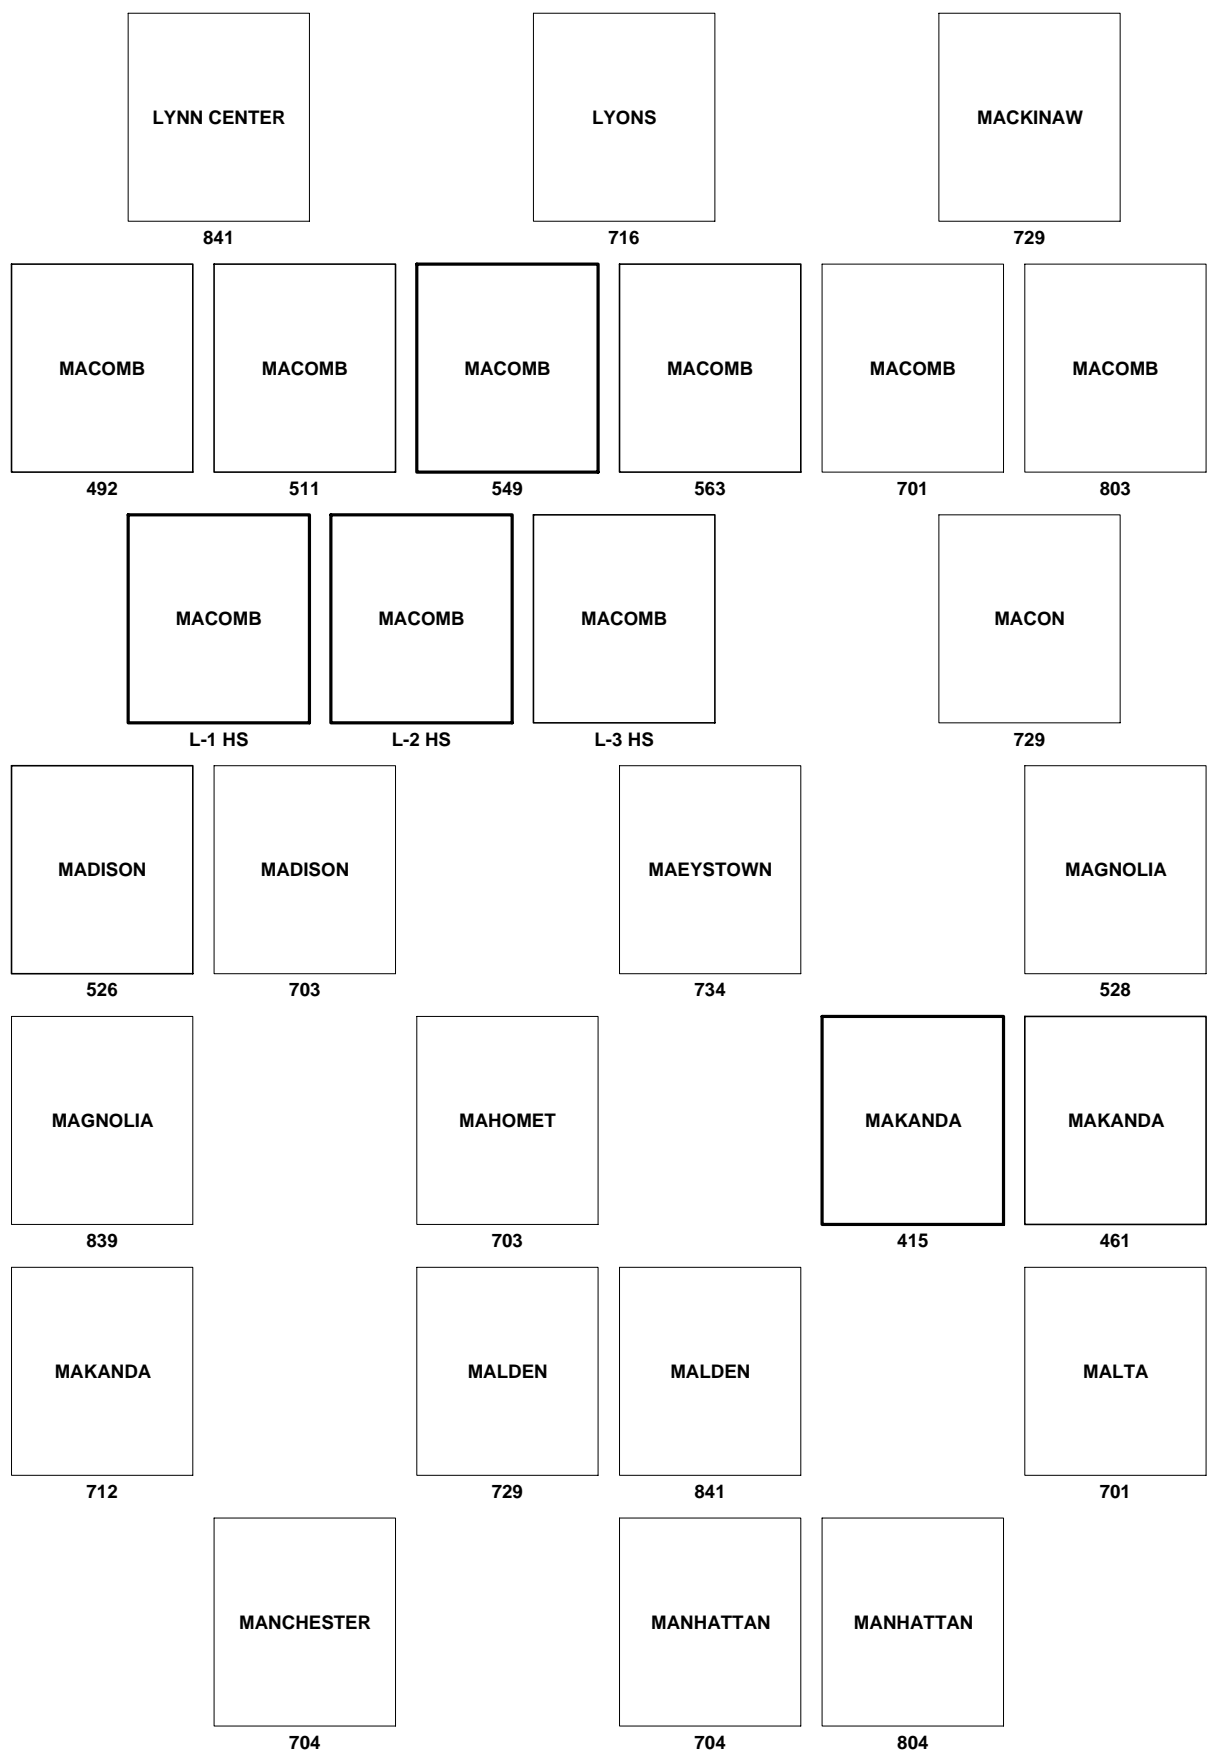 LYNN CENTER LYONS MACKINAW
841 716 729
MACOMB MACOMB MACOMB MACOMB MACOMB MACOMB
492 511 549 563 701 803
MACOMB MACOMB MACOMB MACON
L-1 HS L-2 HS L-3 HS 729
MADISON MADISON MAEYSTOWN MAGNOLIA
526 703 734 528
MAGNOLIA MAHOMET MAKANDA MAKANDA
839 703 415 461
MAKANDA MALDEN MALDEN MALTA
712 729 841 701
MANCHESTER MANHATTAN MANHATTAN
704 704 804